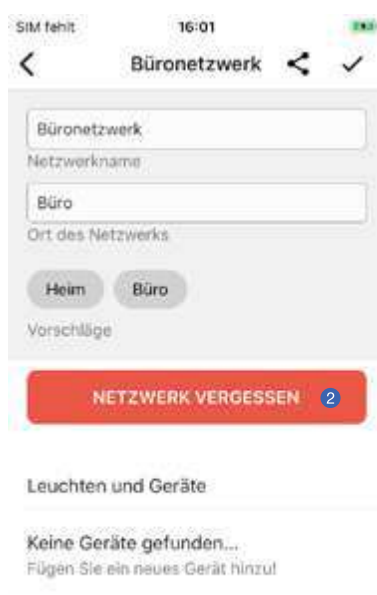 SIM fehlt 16:01
Büronetzwerk
Büronetzwerk
Netzwerkname
Büro
Ort des Netzwerks
Heim Büro
Vorschläge
NETZWERK VERGESSEN 2
Leuchten und Geräte
Keine Geräte gefunden...
Fügen Sie ein neues Gerät hinzu!